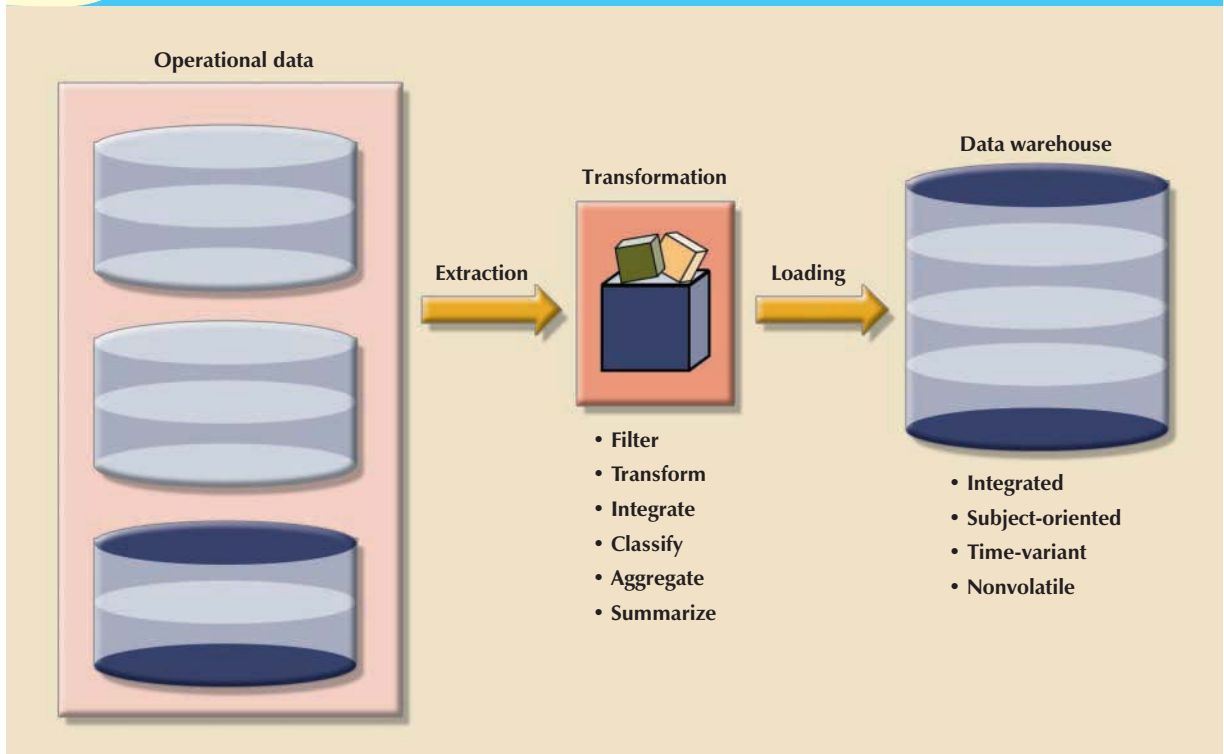 Operational data
Extraction
Transformation
• Filter
• Transform
• Integrate
• Classify
• Aggregate
• Summarize
Loading
Data warehouse
• Integrated
• Subject-oriented
• Time-variant
• Nonvolatile